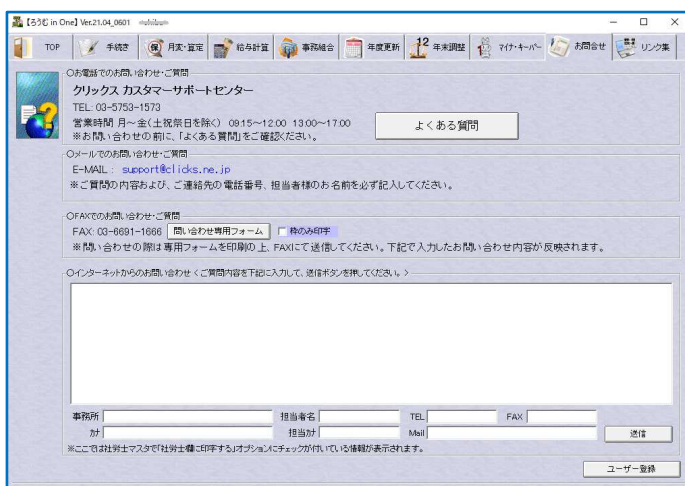 【ろうむ in One】 Ver.21.04_0601
TOP 手続き 月変・算定 給与計算 事務組合 年度更新 12 年末調整 マイナ・キーパー お問合せ リンク集
○お電話でのお問い合わせ・ご質問
クリックス カスタマーサポートセンター
TEL: 03-5753-1573
営業時間 月～金(土祝祭日を除く) 09:15～12:00 13:00～17:00
※お問い合わせの前に、「よくある質問」をご確認ください。
よくある質問
○メールでのお問い合わせ・ご質問
E-MAIL : support@clicks.ne.jp
※ご質問の内容および、ご連絡先の電話番号、担当者様のお名前を必ず記入してください。
○FAXでのお問い合わせ・ご質問
FAX: 03-6691-1666 問い合わせ専用フォーム 枠のみ印字
※問い合わせの際は専用フォームを印刷の上、FAXにて送信してください。下記で入力したお問い合わせ内容が反映されます。
○インターネットからのお問い合わせ < ご質問内容を下記に入力して、送信ボタンを押してください。 >
事務所 担当者名 TEL FAX
カナ 担当カナ Mail 送信
※ここでは社労士マスタで「社労士欄に印字する」オプションにチェックが付いている情報が表示されます。
ユーザー登録